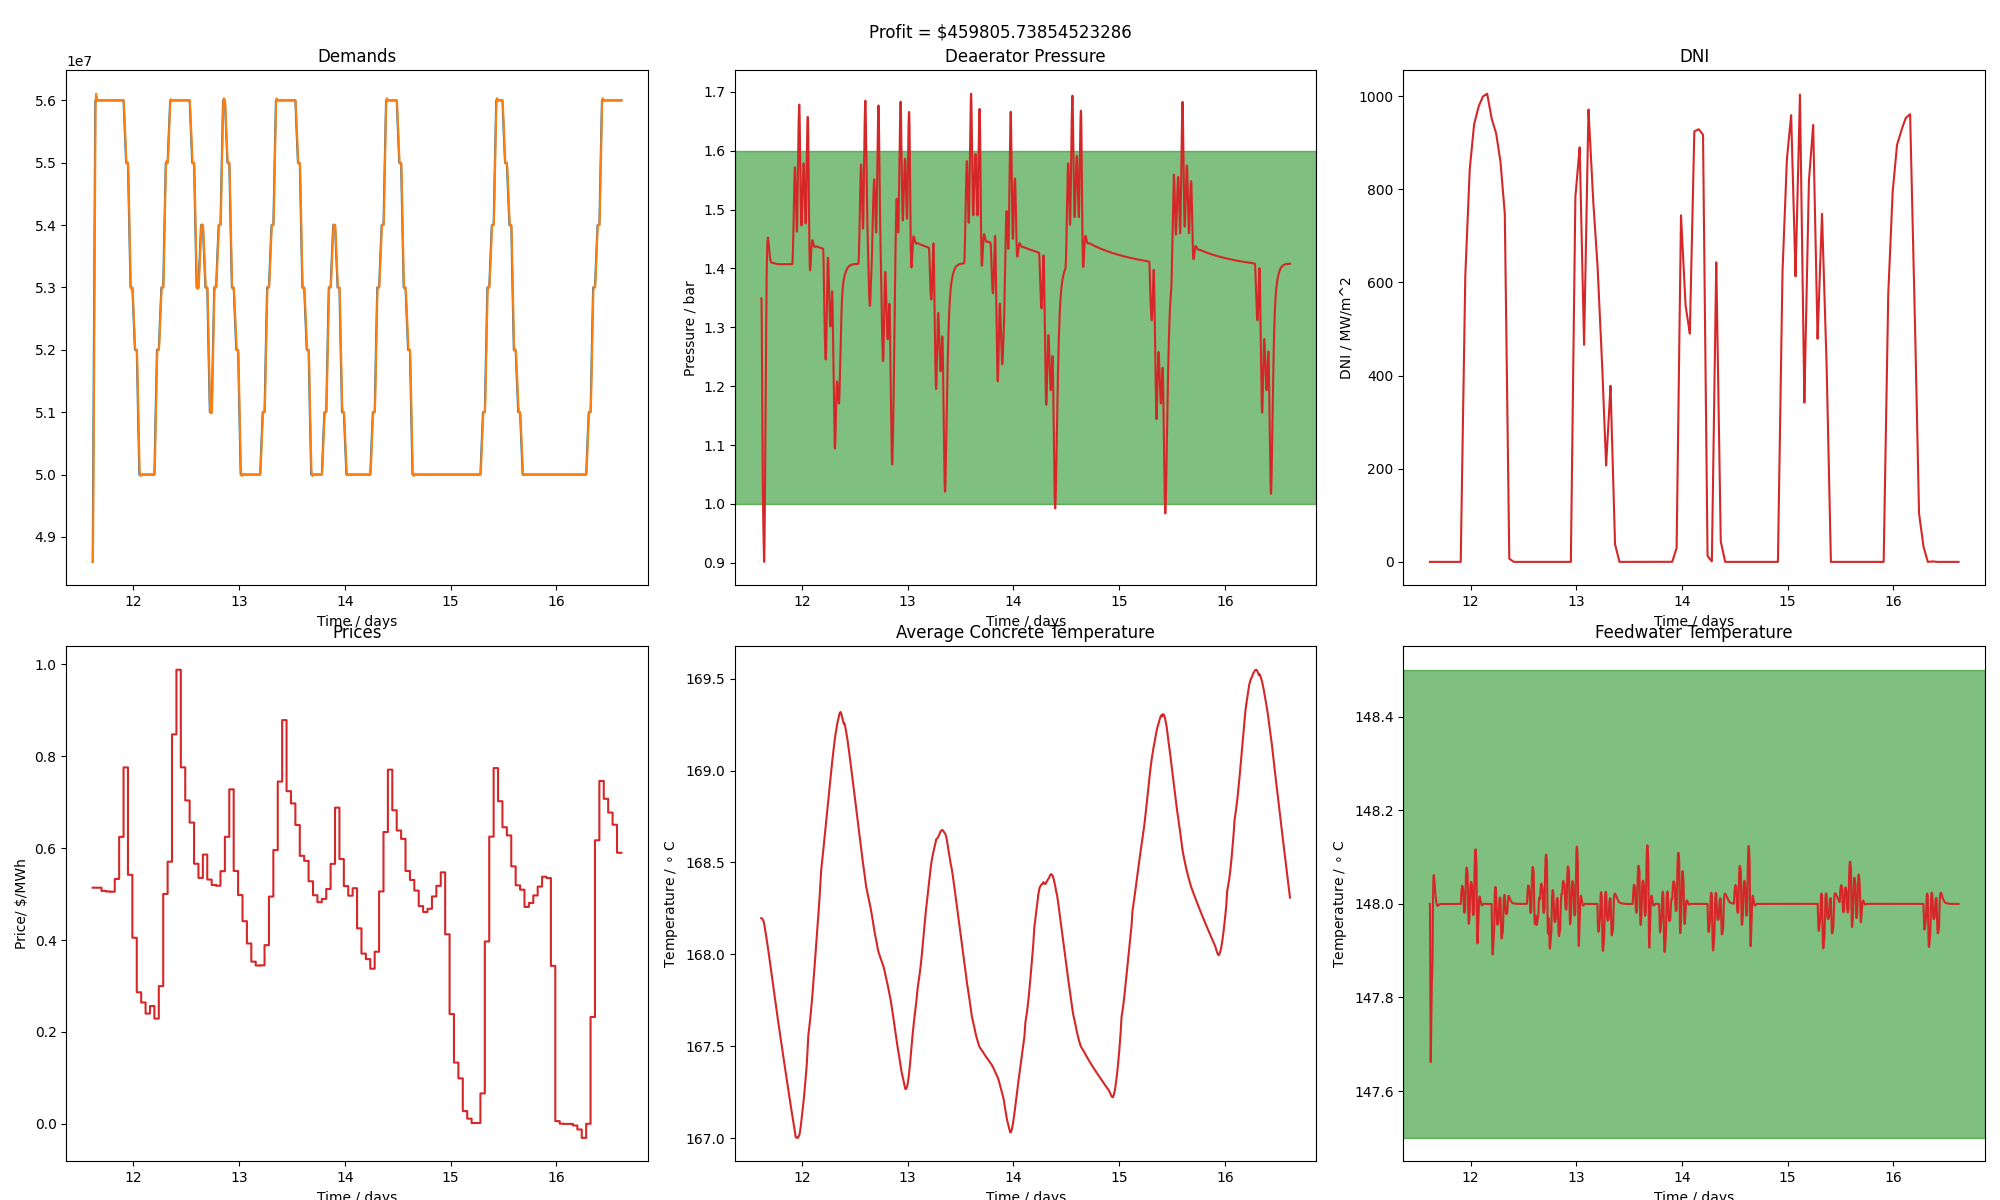 Profit = $459805.73854523286
Demands
1e7
5.6
5.5
5.4
5.3
5.2
5.1
5.0
4.9
12 13 14 15 16
Time / days
Deaerator Pressure
Pressure / bar
1.7
1.6
1.5
1.4
1.3
1.2
1.1
1.0
0.9
12 13 14 15 16
Time / days
DNI
DNI / MW/m^2
1000
800
600
400
200
0
12 13 14 15 16
Time / days
Prices
Price/ $/MWh
1.0
0.8
0.6
0.4
0.2
0.0
12 13 14 15 16
Time / days
Average Concrete Temperature
Temperature / ∘ C
169.5
169.0
168.5
168.0
167.5
167.0
12 13 14 15 16
Time / days
Feedwater Temperature
Temperature / ∘ C
148.4
148.2
148.0
147.8
147.6
12 13 14 15 16
Time / days